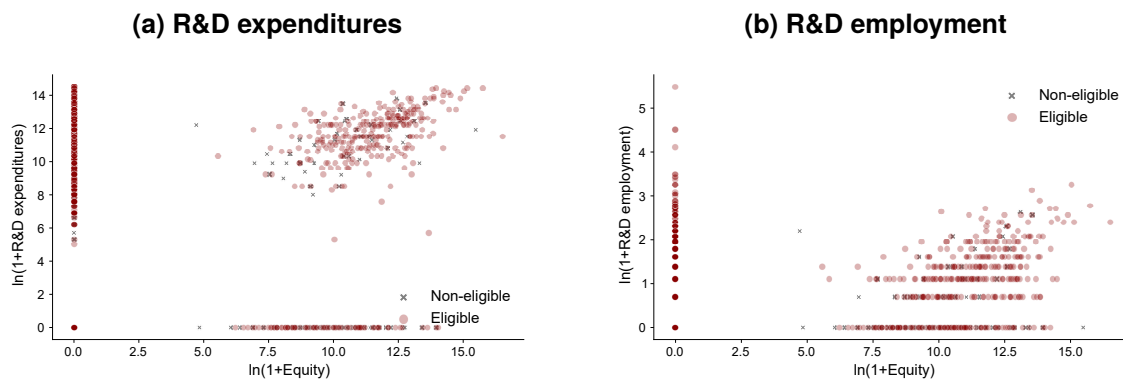 (a) R&D expenditures
ln(1+R&D expenditures)
14
12
10
8
6
4
2
0
Non-eligible
Eligible
0.0 2.5 5.0 7.5 10.0 12.5 15.0
ln(1+Equity)
(b) R&D employment
ln(1+R&D employment)
5
4
3
2
1
0
Non-eligible
Eligible
0.0 2.5 5.0 7.5 10.0 12.5 15.0
ln(1+Equity)